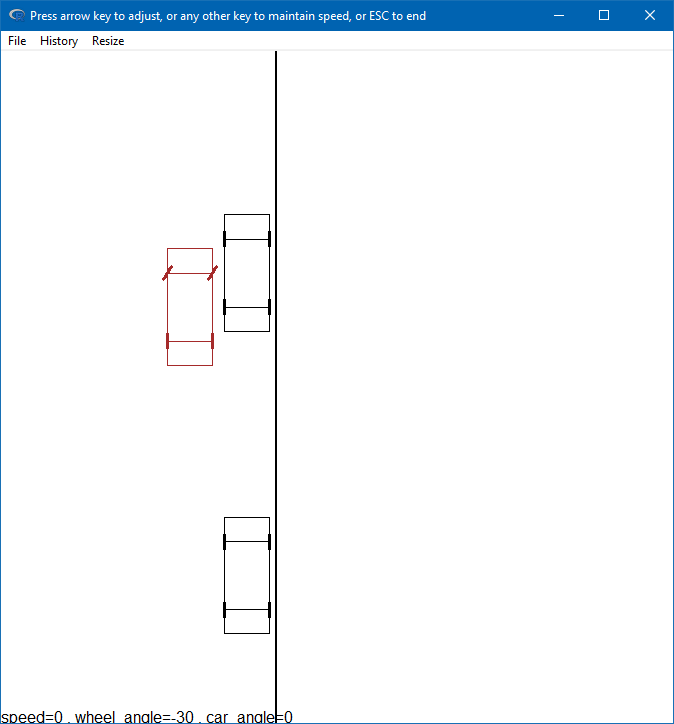 Press arrow key to adjust, or any other key to maintain speed, or ESC to end
File History Resize
speed=0 , wheel_angle=-30 , car_angle=0